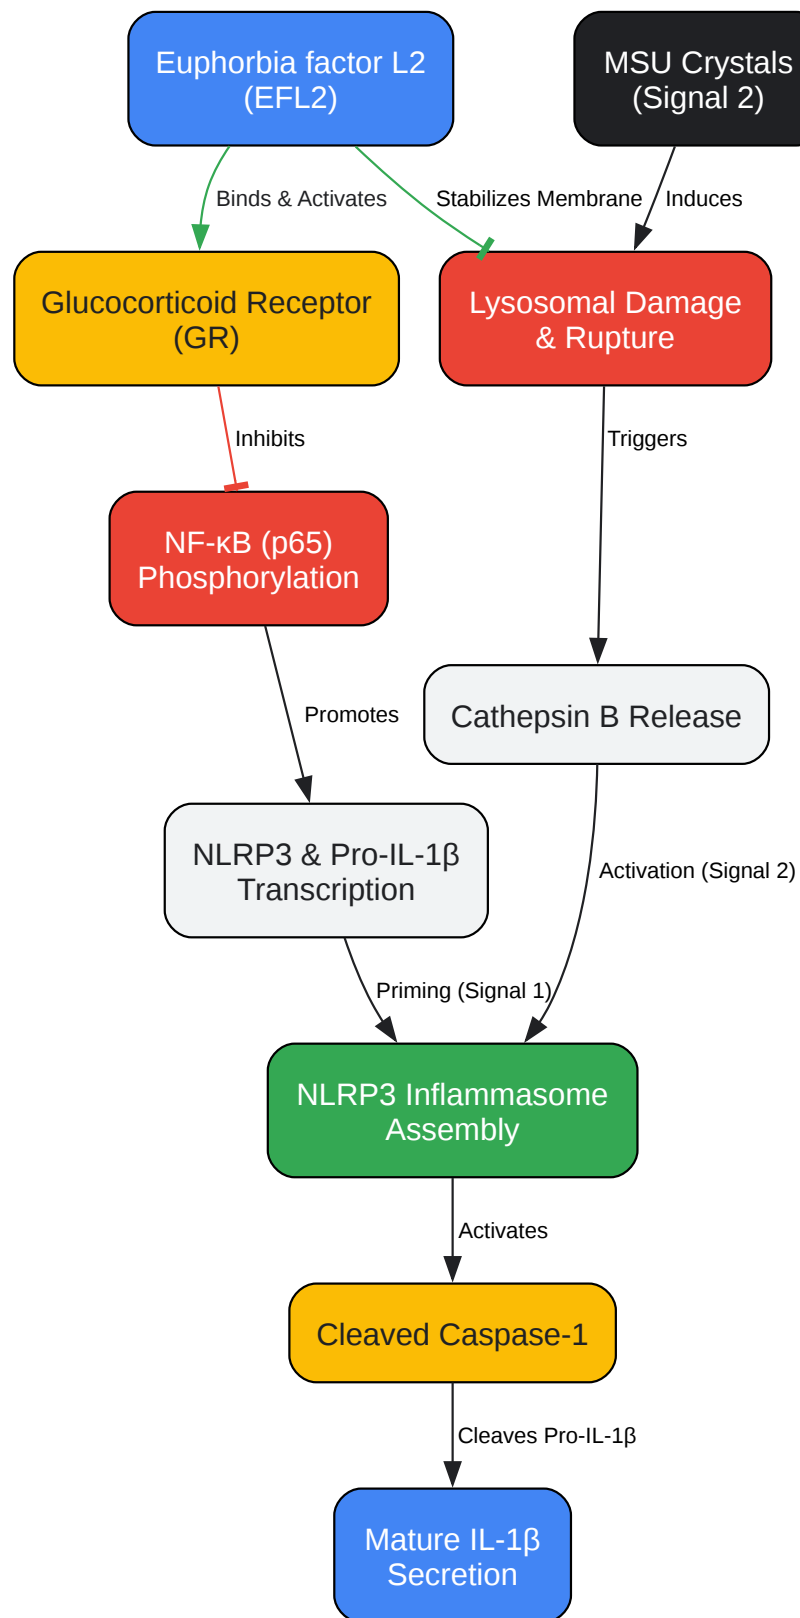 Euphorbia factor L2
(EFL2)
MSU Crystals
(Signal 2)
Binds & Activates
Stabilizes Membrane
Induces
Glucocorticoid Receptor
(GR)
Lysosomal Damage
& Rupture
Inhibits
Triggers
NF-κB (p65)
Phosphorylation
Promotes
Cathepsin B Release
NLRP3 & Pro-IL-1β
Transcription
Activation (Signal 2)
Priming (Signal 1)
NLRP3 Inflammasome
Assembly
Activates
Cleaved Caspase-1
Cleaves Pro-IL-1β
Mature IL-1β
Secretion